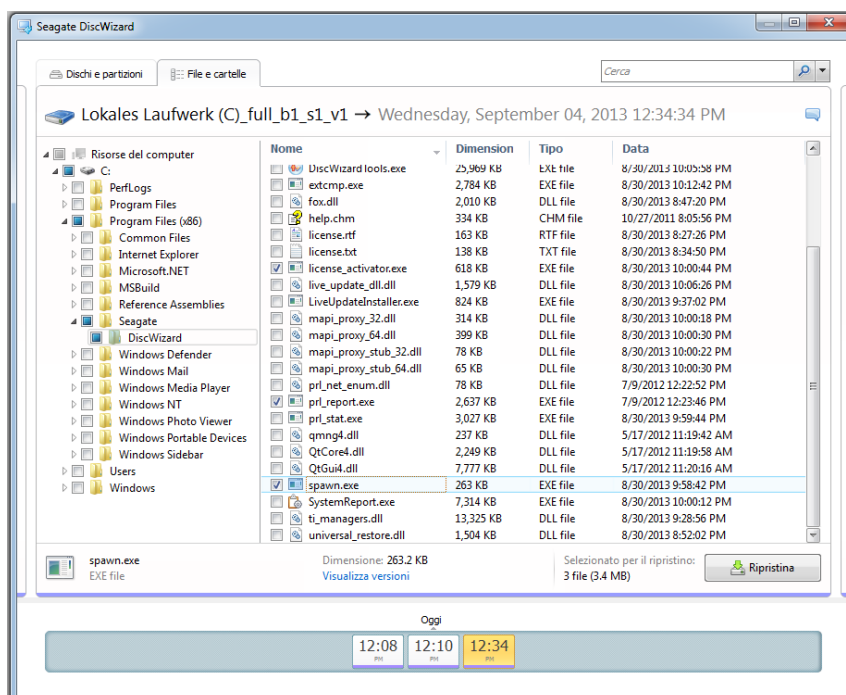 Seagate DiscWizard
Dischi e partizioni
File e cartelle
Cerca
Lokales Laufwerk (C)_full_b1_s1_v1 → Wednesday, September 04, 2013 12:34:34 PM
Risorse del computer
C:
PerfLogs
Program Files
Program Files (x86)
Common Files
Internet Explorer
Microsoft.NET
MSBuild
Reference Assemblies
Seagate
DiscWizard
Windows Defender
Windows Mail
Windows Media Player
Windows NT
Windows Photo Viewer
Windows Portable Devices
Windows Sidebar
Users
Windows
Nome Dimension Tipo Data
DiscWizardTools.exe 25,969 KB EXE file 8/30/2013 10:05:58 PM
extcmp.exe 2,784 KB EXE file 8/30/2013 10:12:42 PM
fox.dll 2,010 KB DLL file 8/30/2013 8:47:20 PM
help.chm 334 KB CHM file 10/27/2011 8:05:56 PM
license.rtf 163 KB RTF file 8/30/2013 8:27:26 PM
license.txt 138 KB TXT file 8/30/2013 8:34:50 PM
license_activator.exe 618 KB EXE file 8/30/2013 10:00:44 PM
live_update_dll.dll 1,579 KB DLL file 8/30/2013 10:06:26 PM
LiveUpdateInstaller.exe 824 KB EXE file 8/30/2013 9:37:02 PM
mapi_proxy_32.dll 314 KB DLL file 8/30/2013 10:00:18 PM
mapi_proxy_64.dll 399 KB DLL file 8/30/2013 10:00:30 PM
mapi_proxy_stub_32.dll 78 KB DLL file 8/30/2013 10:00:22 PM
mapi_proxy_stub_64.dll 65 KB DLL file 8/30/2013 10:00:30 PM
prl_net_enum.dll 78 KB DLL file 7/9/2012 12:22:52 PM
prl_report.exe 2,637 KB EXE file 7/9/2012 12:23:46 PM
prl_stat.exe 3,027 KB EXE file 8/30/2013 9:59:44 PM
qmng4.dll 237 KB DLL file 5/17/2012 11:19:42 AM
QtCore4.dll 2,249 KB DLL file 5/17/2012 11:19:58 AM
QtGui4.dll 7,777 KB DLL file 5/17/2012 11:20:16 AM
spawn.exe 263 KB EXE file 8/30/2013 9:58:42 PM
SystemReport.exe 7,314 KB EXE file 8/30/2013 10:00:12 PM
ti_managers.dll 13,325 KB DLL file 8/30/2013 9:28:56 PM
universal_restore.dll 1,504 KB DLL file 8/30/2013 8:52:02 PM
spawn.exe
EXE file
Dimensione: 263.2 KB
Visualizza versioni
Selezionato per il ripristino:
3 file (3.4 MB)
Ripristina
Oggi
12:08 PM
12:10 PM
12:34 PM